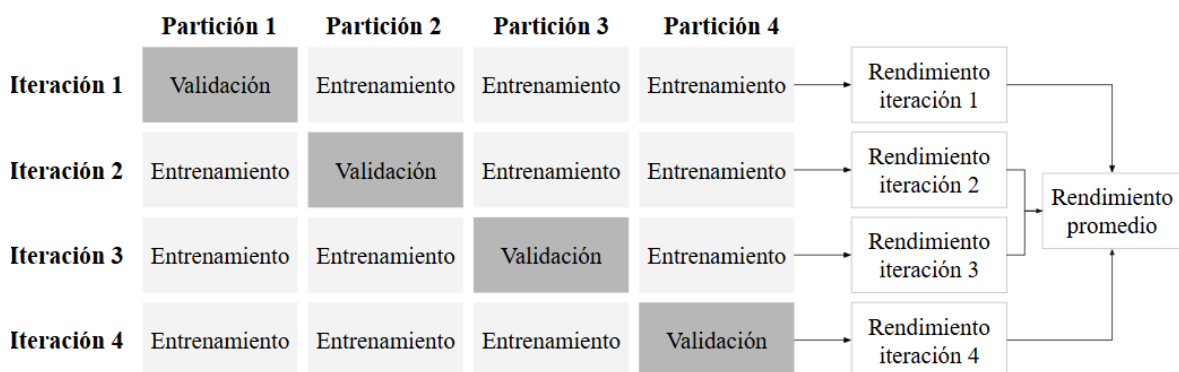 Partición 1 Partición 2 Partición 3 Partición 4
Iteración 1 Validación Entrenamiento Entrenamiento Entrenamiento Rendimiento
iteración 1
Iteración 2 Entrenamiento Validación Entrenamiento Entrenamiento Rendimiento
iteración 2
Iteración 3 Entrenamiento Entrenamiento Validación Entrenamiento Rendimiento
iteración 3
Iteración 4 Entrenamiento Entrenamiento Entrenamiento Validación Rendimiento
iteración 4
Rendimiento
promedio